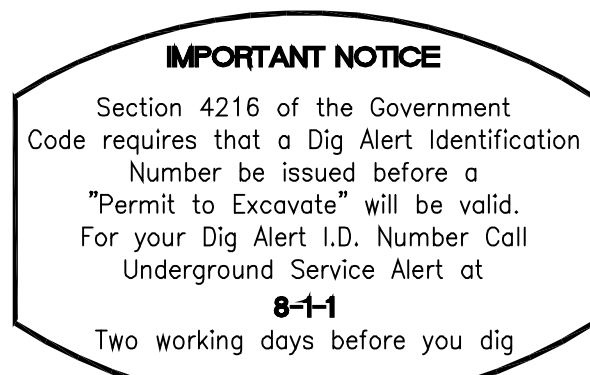 IMPORTANT NOTICE
Section 4216 of the Government
Code requires that a Dig Alert Identification
Number be issued before a
"Permit to Excavate" will be valid.
For your Dig Alert I.D. Number Call
Underground Service Alert at
8-1-1
Two working days before you dig